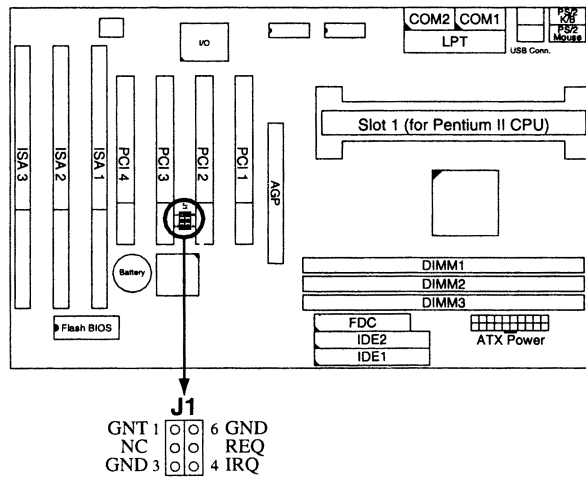 PS/2
K/B
PS/2
Mouse
COM2 COM1
LPT
USB Conn.
I/O
Slot 1 (for Pentium II CPU)
ISA 3
ISA 2
ISA 1
PCI 4
PCI 3
PCI 2
PCI 1
AGP
Battery
Flash BIOS
DIMM1
DIMM2
DIMM3
FDC
IDE2
IDE1
ATX Power
J1
GNT 1 6 GND
NC REQ
GND 3 4 IRQ